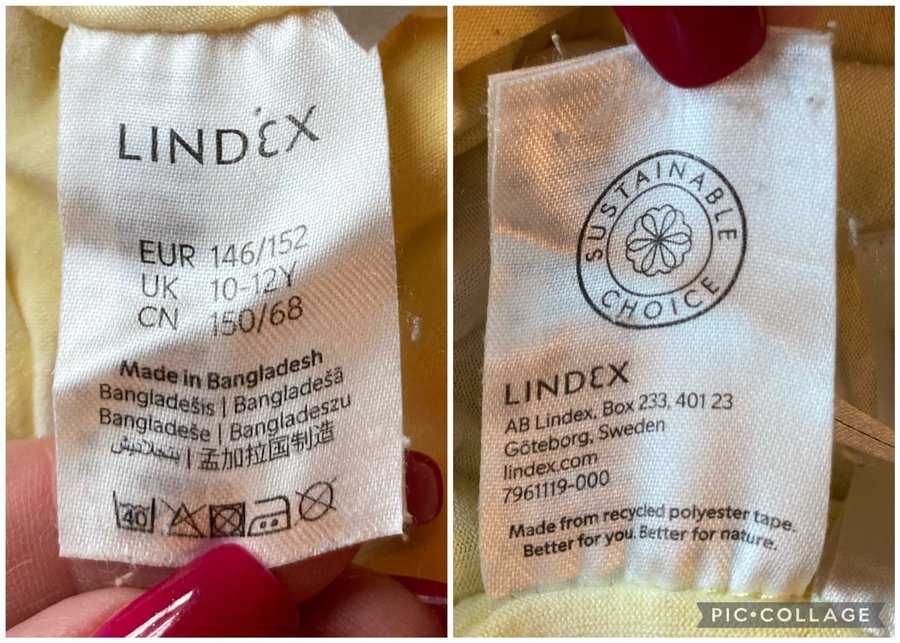 LINDEX
EUR 146/152
UK 10-12Y
CN 150/68
Made in Bangladesh
Bangladešis | Bangladešā
Bangladeše | Bangladeszu
بنجلاديش | 孟加拉国制造
40
SUSTAINABLE
CHOICE
LINDEX
AB Lindex, Box 233, 401 23
Göteborg, Sweden
lindex.com
7961119-000
Made from recycled polyester tape.
Better for you. Better for nature.
PIC•COLLAGE